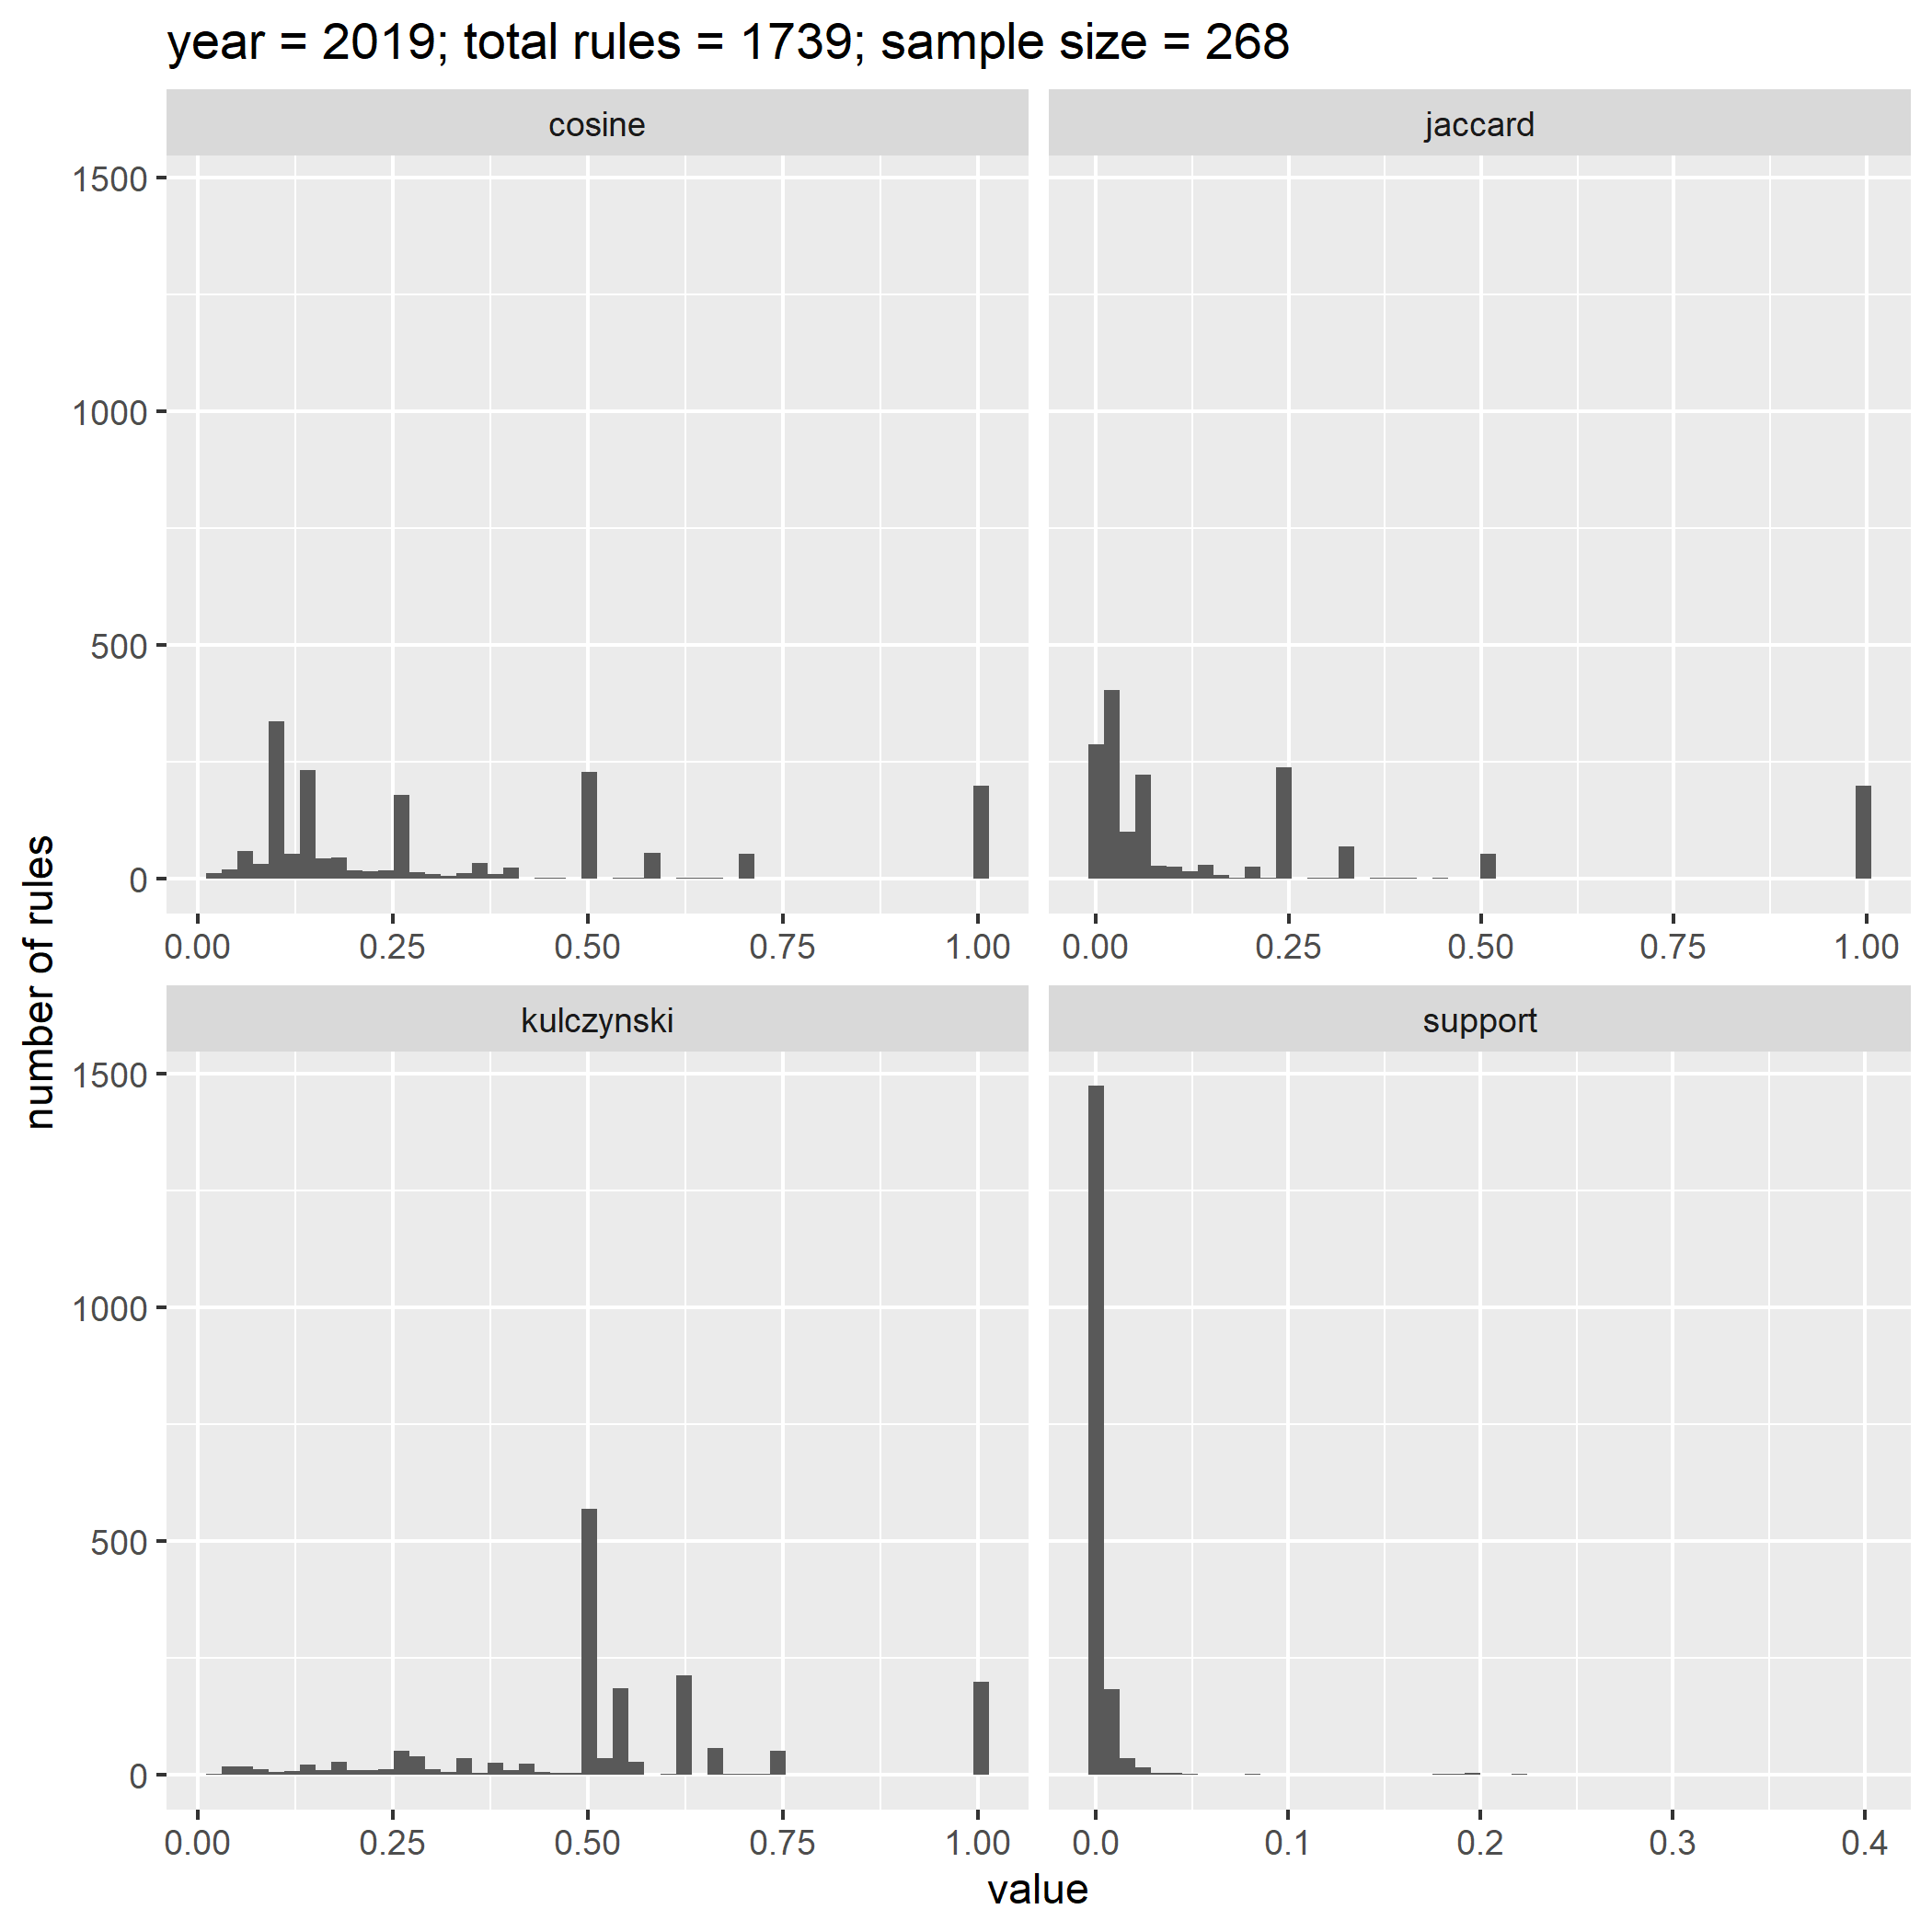 year = 2019; total rules = 1739; sample size = 268
cosine
jaccard
1500
1000
500
0
0.00 0.25 0.50 0.75 1.00
0.00 0.25 0.50 0.75 1.00
number of rules
kulczynski
support
1500
1000
500
0
0.00 0.25 0.50 0.75 1.00
0.0 0.1 0.2 0.3 0.4
value